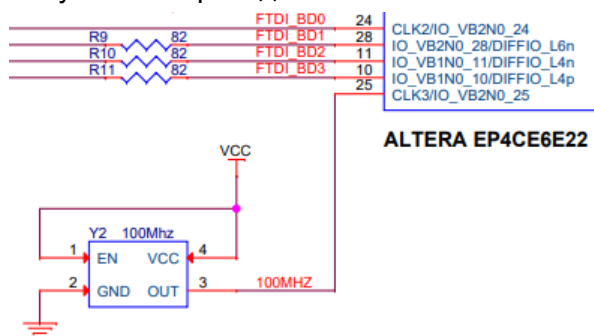 FTDI_BD0 24 CLK2/IO_VB2N0_24
R9 82 FTDI_BD1 28 IO_VB2N0_28/DIFFIO_L6n
R10 82 FTDI_BD2 11 IO_VB1N0_11/DIFFIO_L4n
R11 82 FTDI_BD3 10 IO_VB1N0_10/DIFFIO_L4p
25 CLK3/IO_VB2N0_25
ALTERA EP4CE6E22
VCC
Y2 100Mhz
1 EN VCC 4
2 GND OUT 3 100MHZ